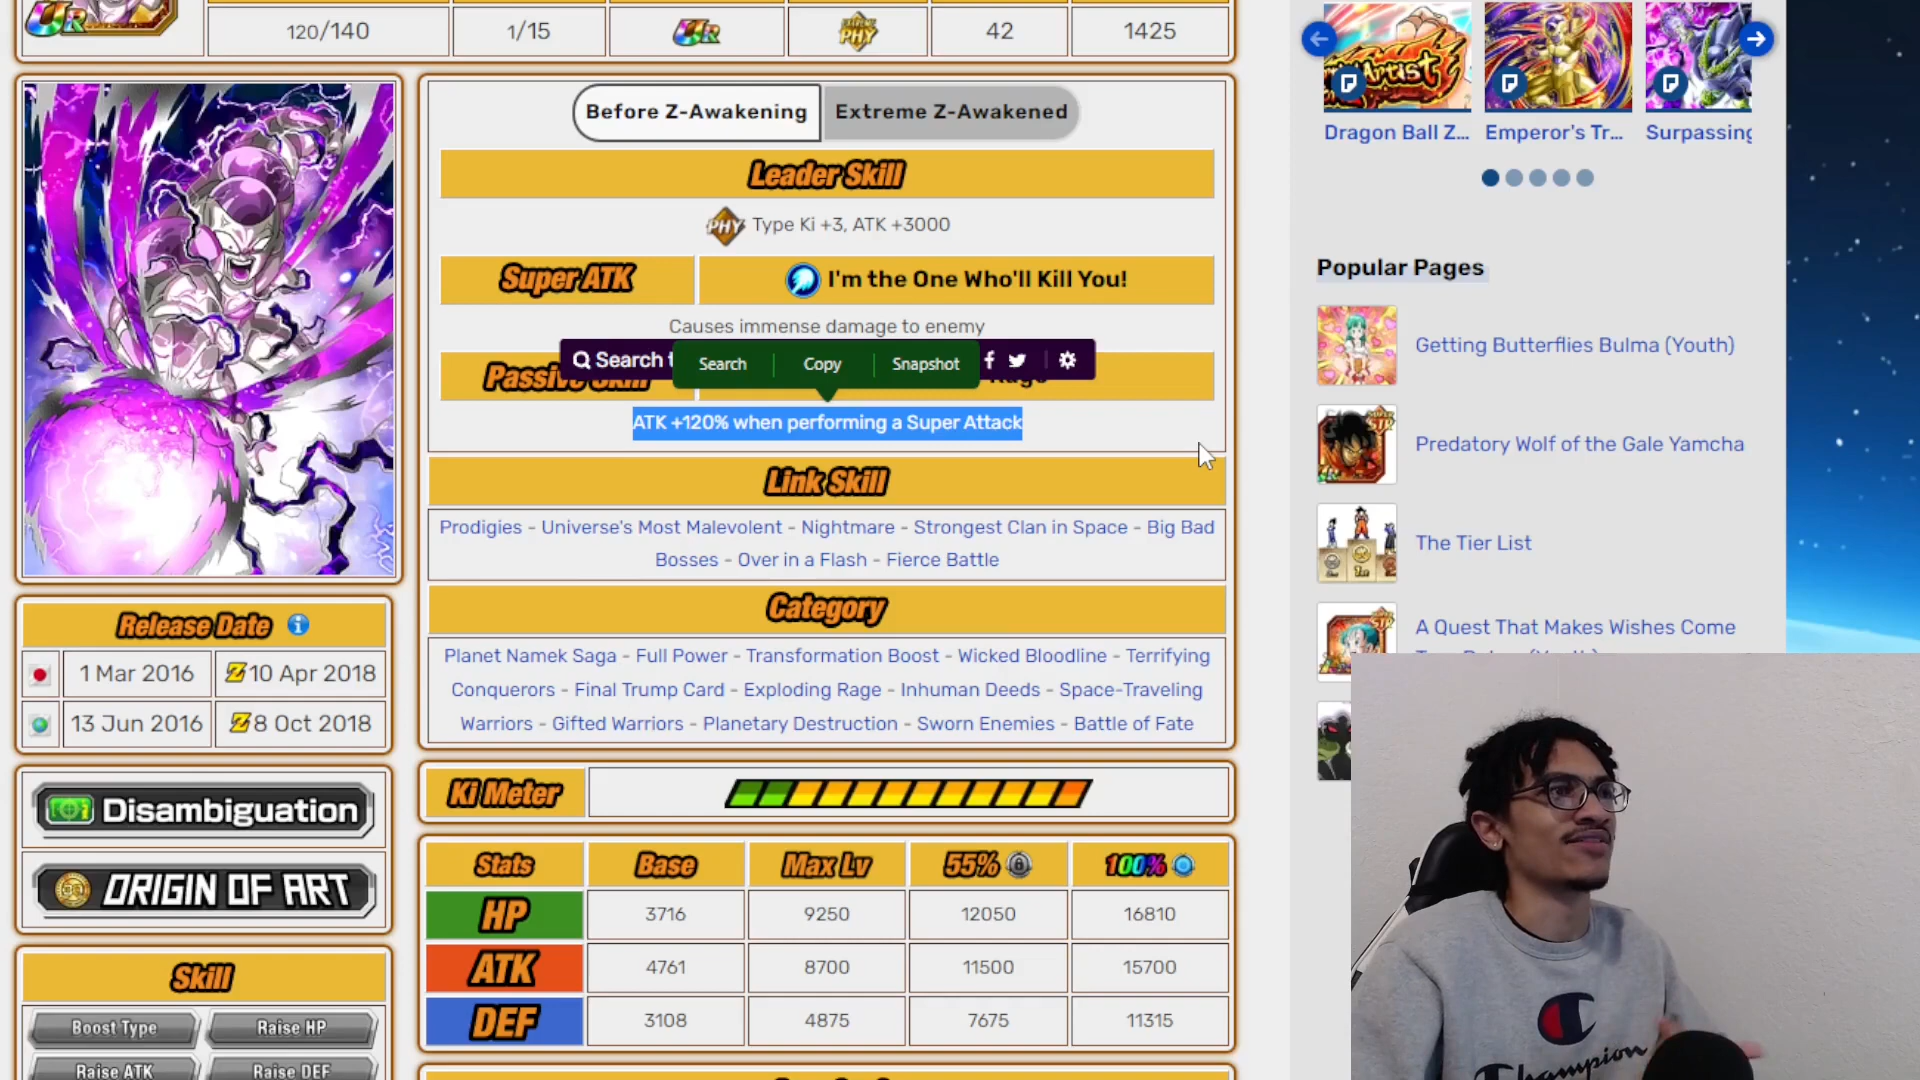 UR
120/140
1/15
UR
EXTREME PHY
42
1425
Before Z-Awakening
Extreme Z-Awakened
Leader Skill
PHY Type Ki +3, ATK +3000
Super ATK
I'm the One Who'll Kill You!
Causes immense damage to enemy
Search
Search
Copy
Snapshot
Passive Skill
Rage
ATK +120% when performing a Super Attack
Link Skill
Prodigies - Universe's Most Malevolent - Nightmare - Strongest Clan in Space - Big Bad
Bosses - Over in a Flash - Fierce Battle
Category
Planet Namek Saga - Full Power - Transformation Boost - Wicked Bloodline - Terrifying
Conquerors - Final Trump Card - Exploding Rage - Inhuman Deeds - Space-Traveling
Warriors - Gifted Warriors - Planetary Destruction - Sworn Enemies - Battle of Fate
Release Date
1 Mar 2016
Z 10 Apr 2018
13 Jun 2016
Z 8 Oct 2018
Disambiguation
ORIGIN OF ART
Skill
Boost Type
Raise HP
Raise ATK
Raise DEF
Ki Meter
Stats
Base
Max Lv
55%
100%
HP
3716
9250
12050
16810
ATK
4761
8700
11500
15700
DEF
3108
4875
7675
11315
Dragon Ball Z...
Emperor's Tr...
Surpassing
Popular Pages
Getting Butterflies Bulma (Youth)
Predatory Wolf of the Gale Yamcha
The Tier List
A Quest That Makes Wishes Come
Champion